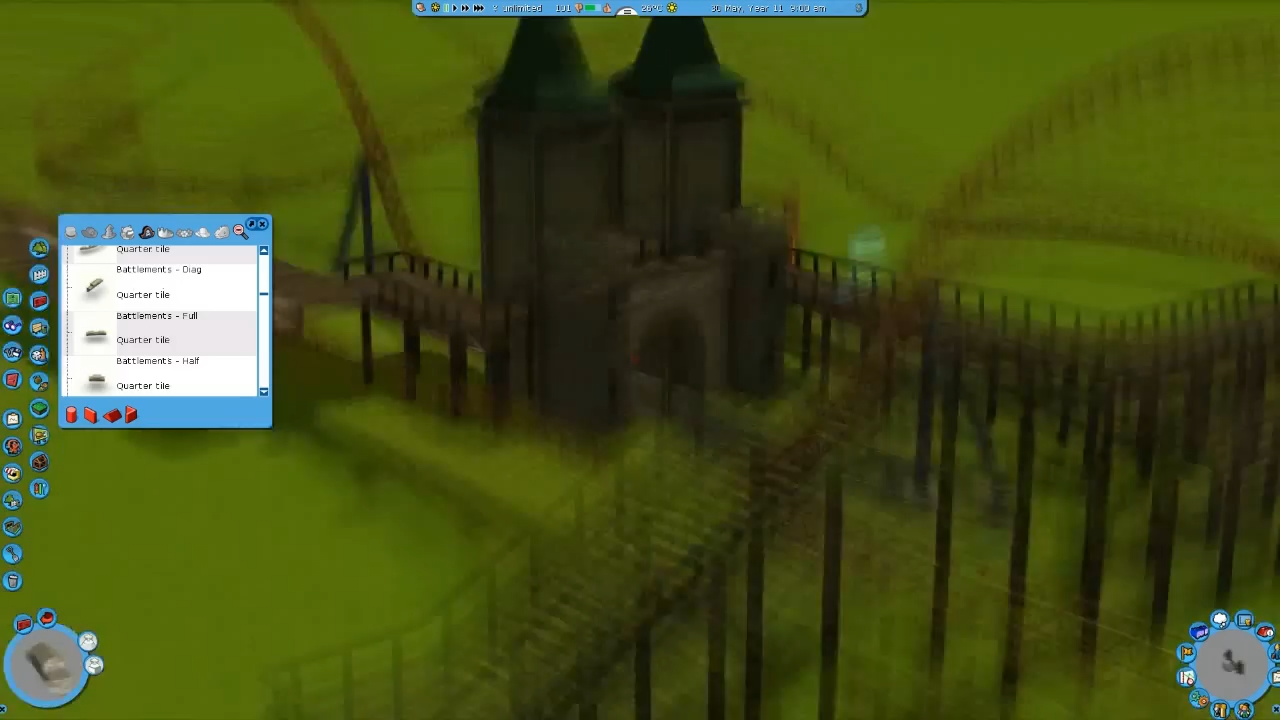 unlimited 101 26°C 30 May, Year 11 9:00 am
Quarter tile
Battlements - Diag
Quarter tile
Battlements - Full
Quarter tile
Battlements - Half
Quarter tile